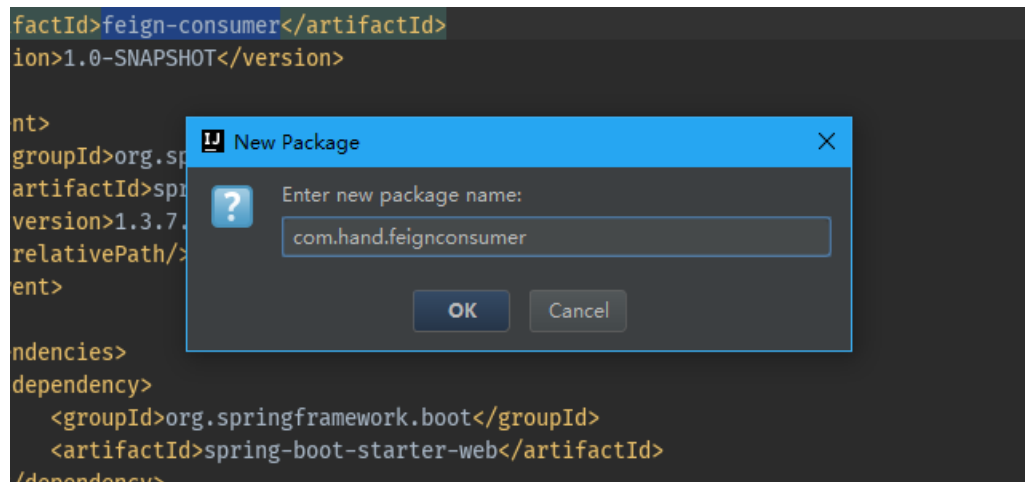 factId>feign-consumer</artifactId>
ion>1.0-SNAPSHOT</version>
nt>
groupId>org.sp
artifactId>spr
version>1.3.7.
relativePath/>
ent>
New Package
Enter new package name:
com.hand.feignconsumer
OK
Cancel
ndencies>
dependency>
<groupId>org.springframework.boot</groupId>
<artifactId>spring-boot-starter-web</artifactId>
/dependency>